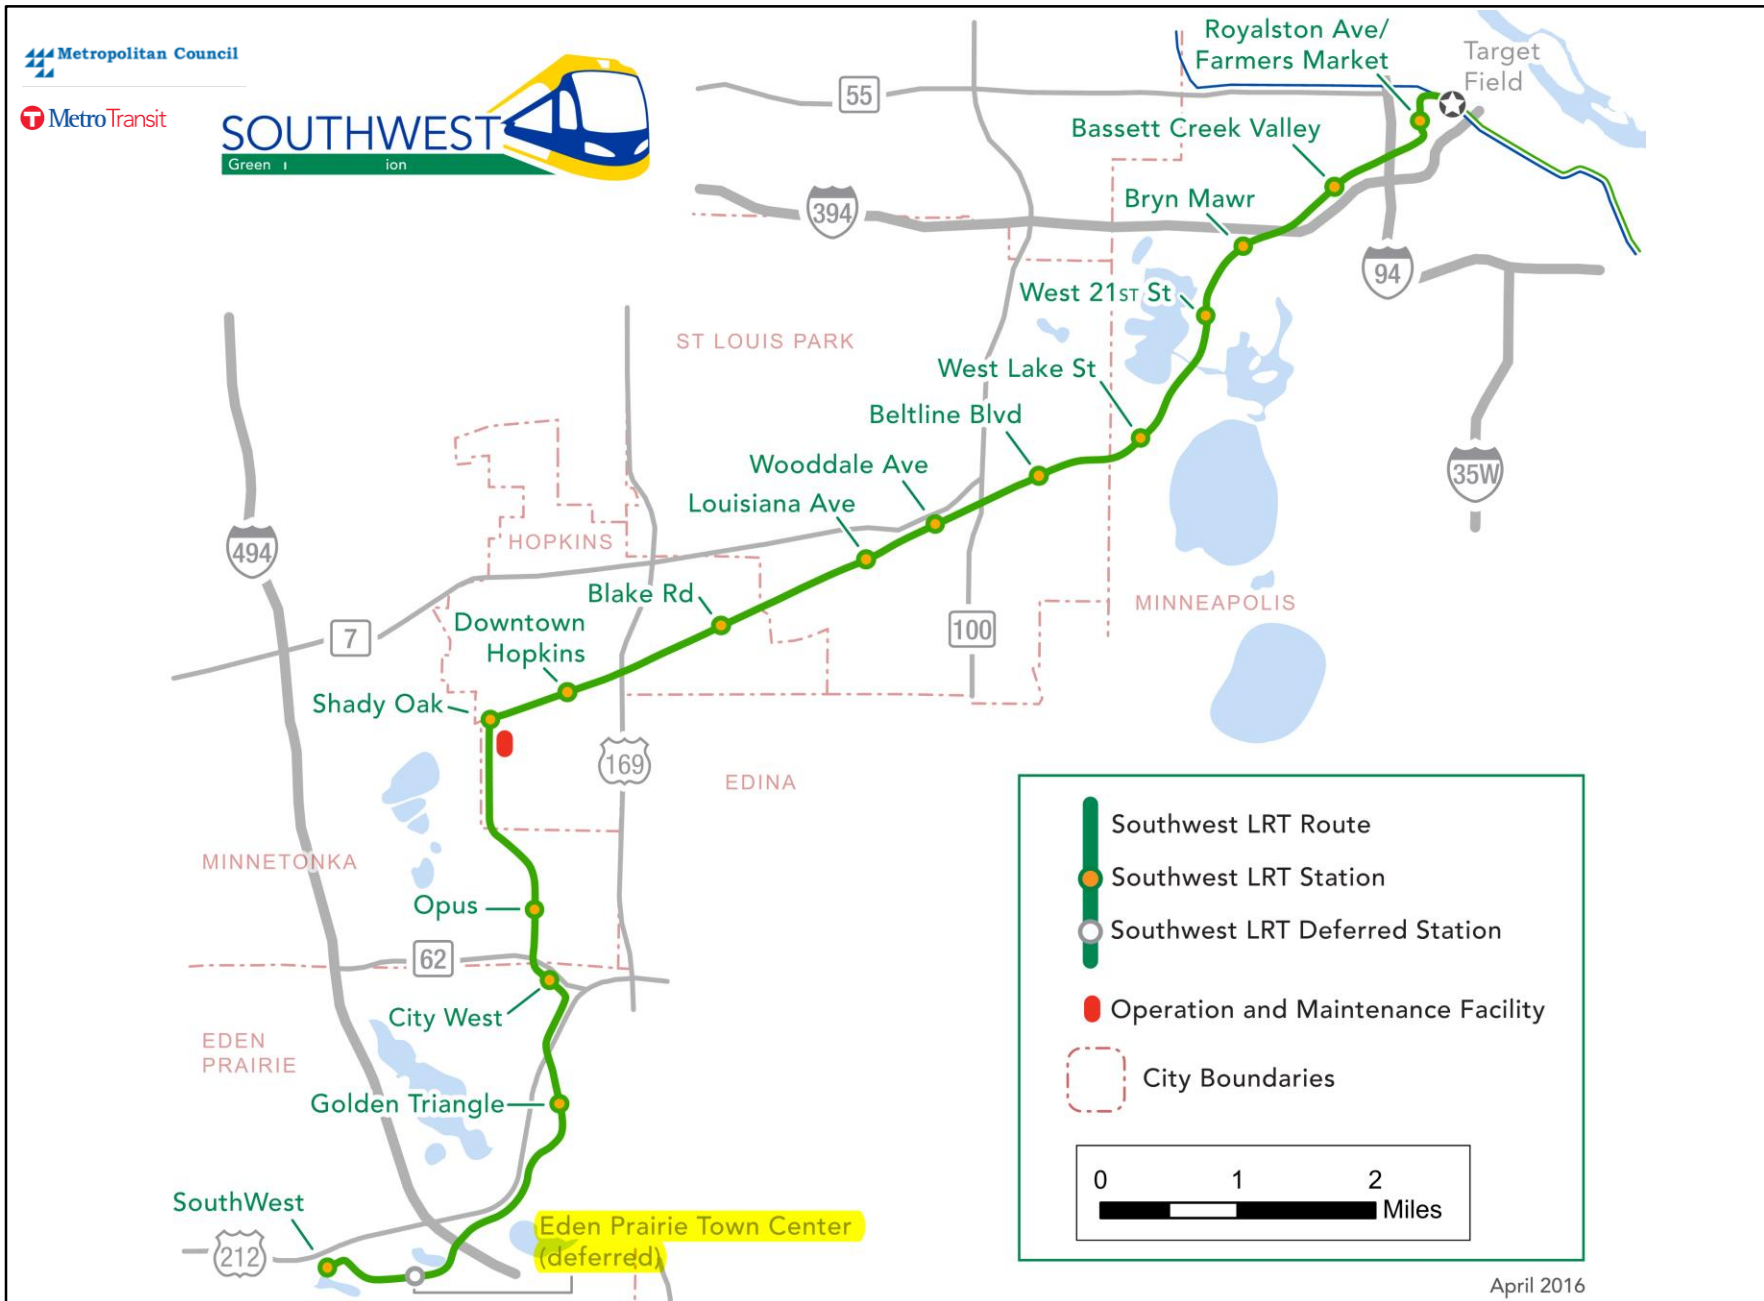 Metropolitan Council
MetroTransit
SOUTHWEST
Green
ion
Royalston Ave/
Farmers Market
Target
Field
55
Bassett Creek Valley
Bryn Mawr
394
94
West 21ST St
ST LOUIS PARK
West Lake St
Beltline Blvd
Wooddale Ave
35W
Louisiana Ave
494
HOPKINS
Blake Rd
MINNEAPOLIS
7
Downtown
Hopkins
100
Shady Oak
169
EDINA
MINNETONKA
Opus
62
City West
EDEN
PRAIRIE
Golden Triangle
SouthWest
212
Eden Prairie Town Center
(deferred)
Southwest LRT Route
Southwest LRT Station
Southwest LRT Deferred Station
Operation and Maintenance Facility
City Boundaries
0 1 2
Miles
April 2016